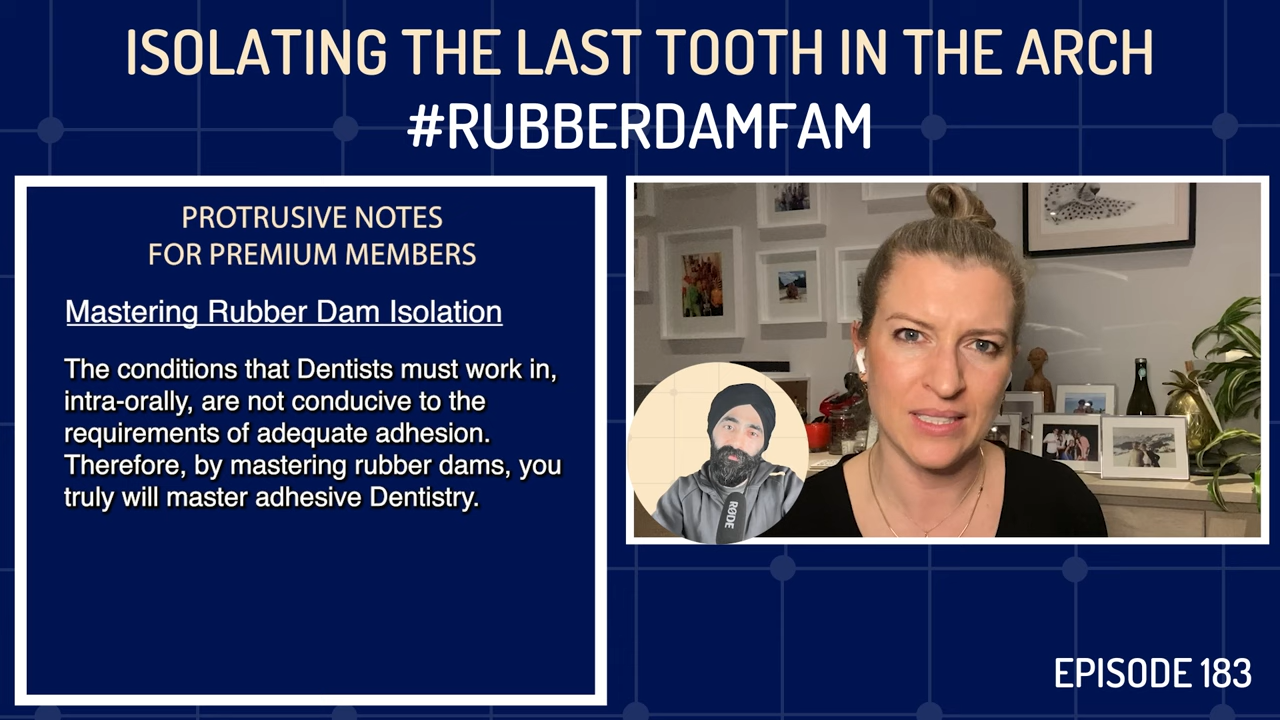 ISOLATING THE LAST TOOTH IN THE ARCH
#RUBBERDAMFAM
PROTRUSIVE NOTES
FOR PREMIUM MEMBERS
Mastering Rubber Dam Isolation
The conditions that Dentists must work in,
intra-orally, are not conducive to the
requirements of adequate adhesion.
Therefore, by mastering rubber dams, you
truly will master adhesive Dentistry.
RØDE
EPISODE 183